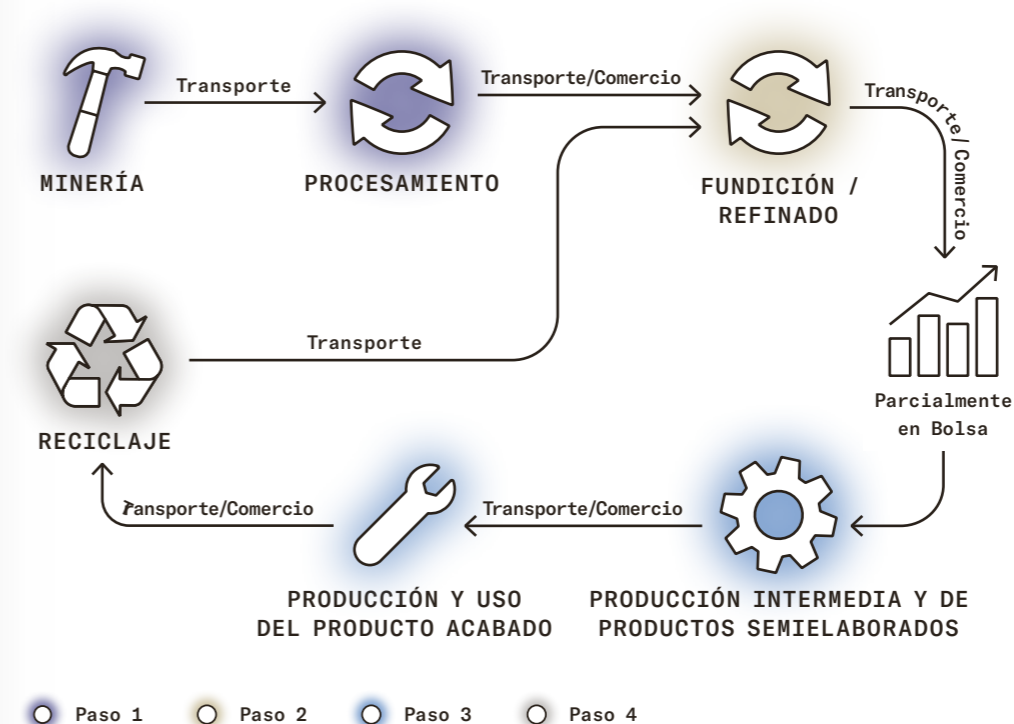 Transporte
Transporte/Comercio
Transporte/ Comercio
MINERÍA
PROCESAMIENTO
FUNDICIÓN /
REFINADO
Transporte
Parcialmente
en Bolsa
RECICLAJE
Transporte/Comercio
Transporte/Comercio
PRODUCCIÓN Y USO
DEL PRODUCTO ACABADO
PRODUCCIÓN INTERMEDIA Y DE
PRODUCTOS SEMIELABORADOS
Paso 1
Paso 2
Paso 3
Paso 4